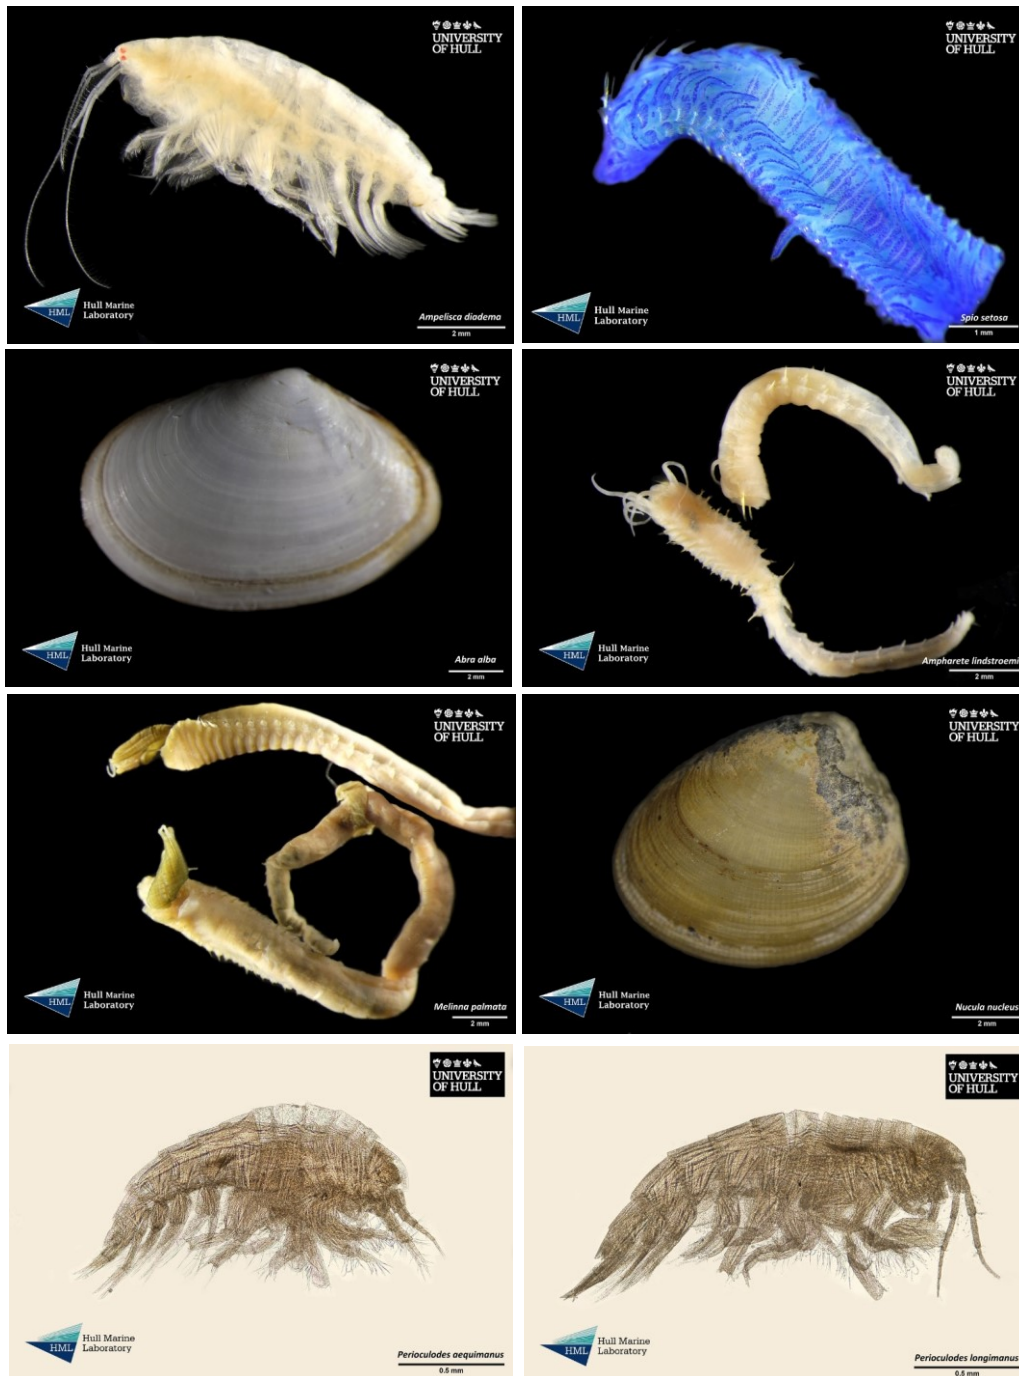 UNIVERSITY
OF HULL
HML
Hull Marine
Laboratory
Ampelisca diadema
2 mm
UNIVERSITY
OF HULL
HML
Hull Marine
Laboratory
Spio setosa
1 mm
UNIVERSITY
OF HULL
HML
Hull Marine
Laboratory
Abra alba
2 mm
UNIVERSITY
OF HULL
HML
Hull Marine
Laboratory
Ampharete lindstroemi
2 mm
UNIVERSITY
OF HULL
HML
Hull Marine
Laboratory
Melinna palmata
2 mm
UNIVERSITY
OF HULL
HML
Hull Marine
Laboratory
Nucula nucleus
2 mm
UNIVERSITY
OF HULL
HML
Hull Marine
Laboratory
Perioculodes aequimanus
0.5 mm
UNIVERSITY
OF HULL
HML
Hull Marine
Laboratory
Perioculodes longimanus
0.5 mm